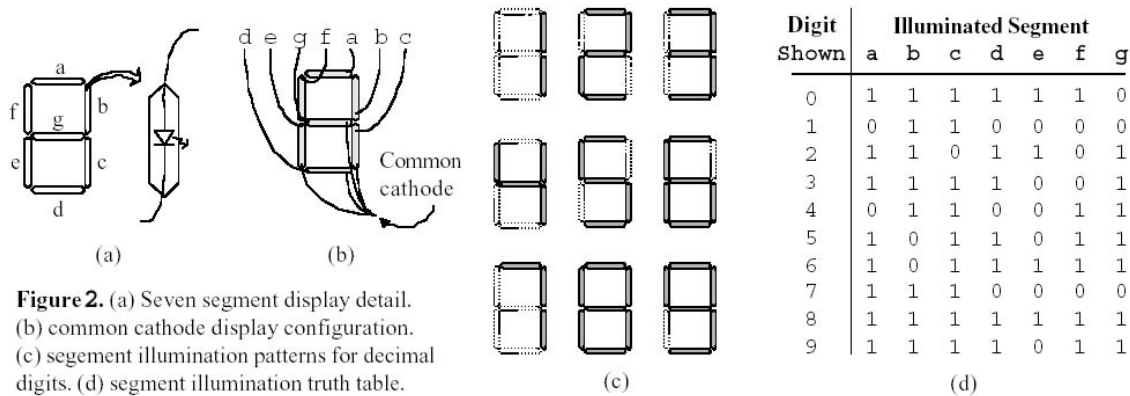 a
f
b
g
e
c
d
(a)
d e g f a b c
Common
cathode
(b)
Figure 2. (a) Seven segment display detail.
(b) common cathode display configuration.
(c) segement illumination patterns for decimal
digits. (d) segment illumination truth table.
(c)
Digit Illuminated Segment
Shown a b c d e f g
0 1 1 1 1 1 1 0
1 0 1 1 0 0 0 0
2 1 1 0 1 1 0 1
3 1 1 1 1 0 0 1
4 0 1 1 0 0 1 1
5 1 0 1 1 0 1 1
6 1 0 1 1 1 1 1
7 1 1 1 0 0 0 0
8 1 1 1 1 1 1 1
9 1 1 1 1 0 1 1
(d)